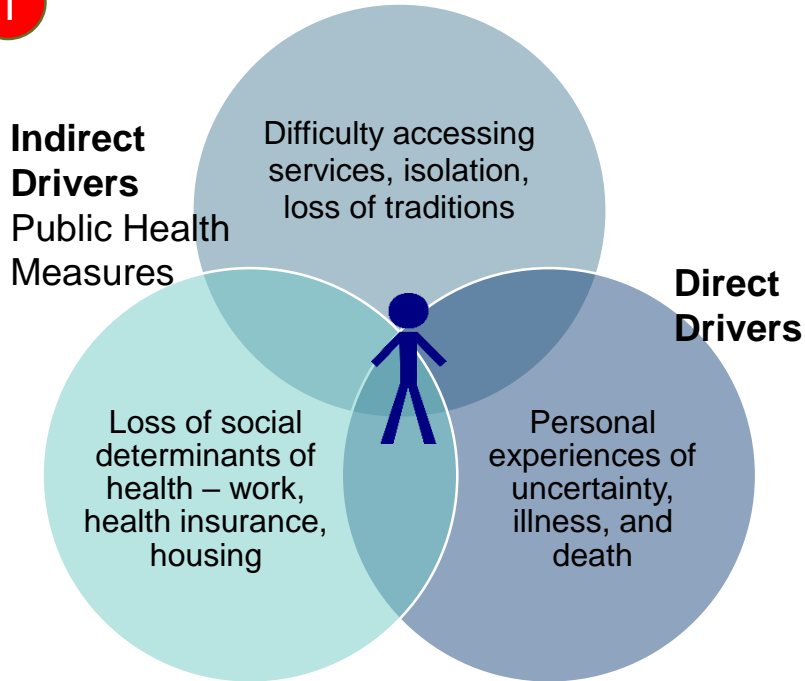 Indirect
Drivers
Public Health
Measures
Difficulty accessing
services, isolation,
loss of traditions
Direct
Drivers
Loss of social
determinants of
health – work,
health insurance,
housing
Personal
experiences of
uncertainty,
illness, and
death